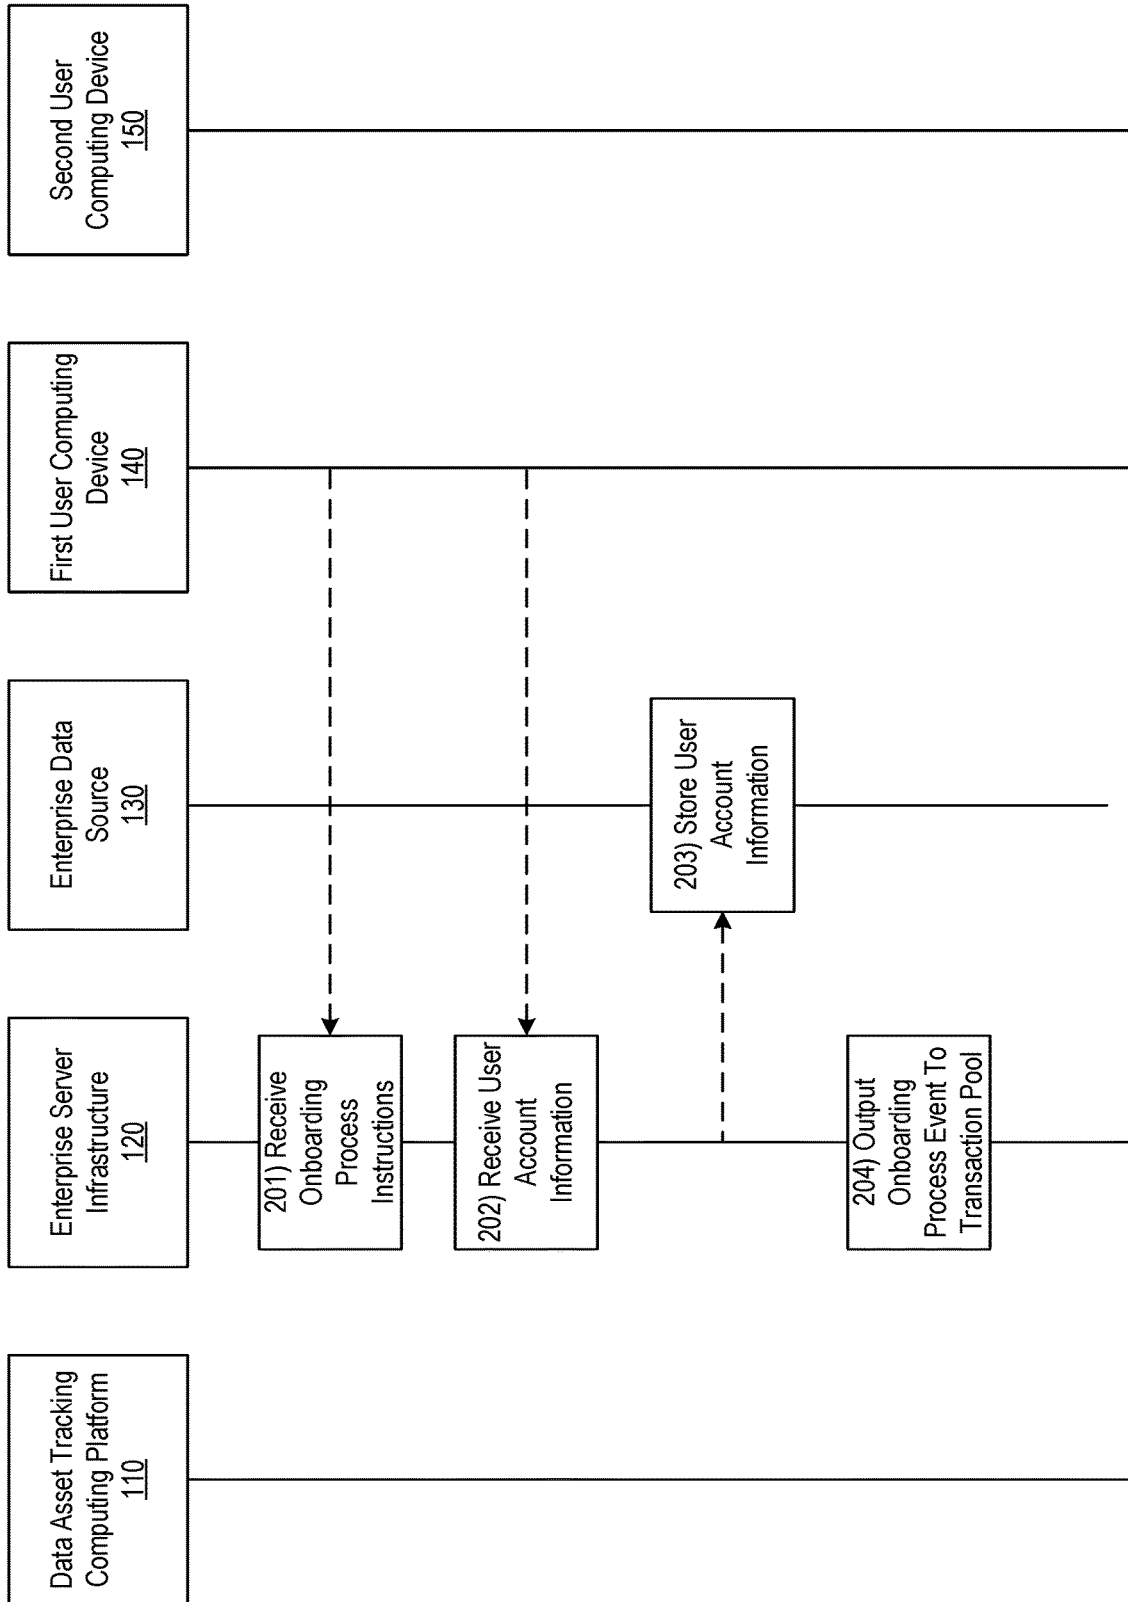 Data Asset Tracking
Computing Platform
110
Enterprise Server
Infrastructure
120
Enterprise Data
Source
130
First User Computing
Device
140
Second User
Computing Device
150
201) Receive
Onboarding
Process
Instructions
202) Receive User
Account
Information
203) Store User
Account
Information
204) Output
Onboarding
Process Event To
Transaction Pool